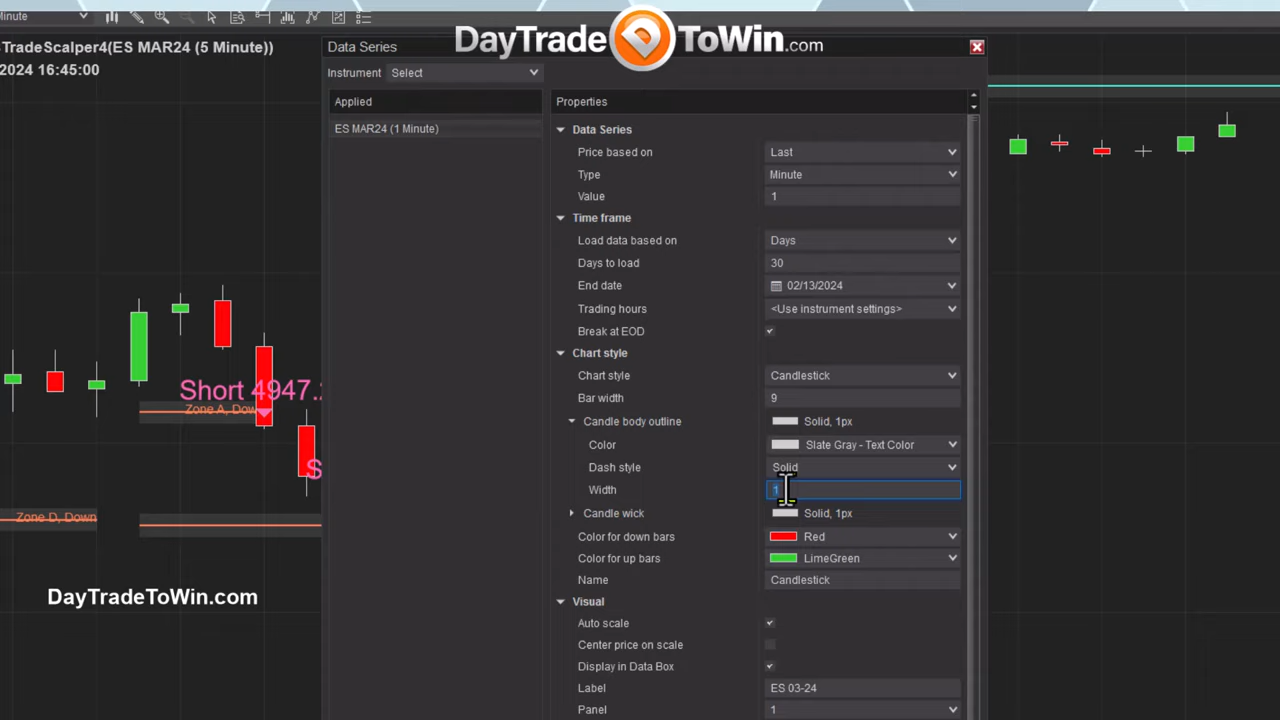 Minute
TradeScalper4(ES MAR24 (5 Minute))
2024 16:45:00
DayTradeToWin.com
Data Series
Instrument Select
Applied
ES MAR24 (1 Minute)
Properties
Data Series
Price based on Last
Type Minute
Value 1
Time frame
Load data based on Days
Days to load 30
End date 02/13/2024
Trading hours <Use instrument settings>
Break at EOD
Chart style
Chart style Candlestick
Bar width 9
Candle body outline Solid, 1px
Color Slate Gray - Text Color
Dash style Solid
Width 1
Candle wick Solid, 1px
Color for down bars Red
Color for up bars LimeGreen
Name Candlestick
Visual
Auto scale
Center price on scale
Display in Data Box
Label ES 03-24
Panel 1
Short 4947.
Zone A, Dow
S
Zone D, Down
DayTradeToWin.com